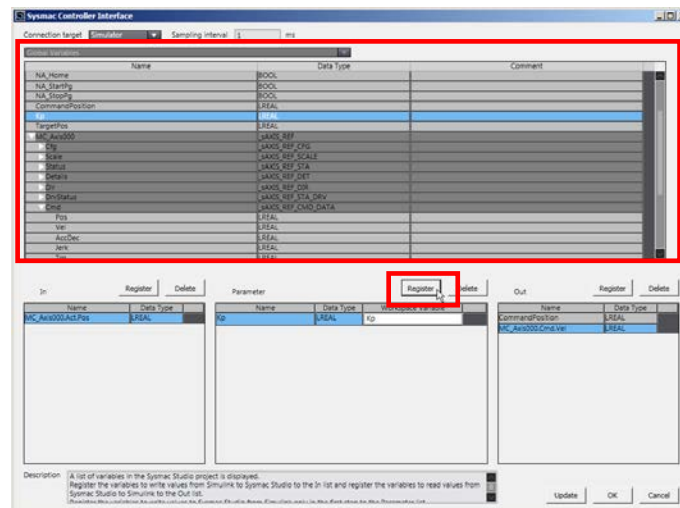 Sysmac Controller Interface
Connection target Simulator Sampling interval 1 ms
Global Variables
Name Data Type Comment
NA_Home BOOL
NA_StartPg BOOL
NA_StopPg BOOL
CommandPosition LREAL
Kp LREAL
TargetPos LREAL
MC_Axis000 _sAXIS_REF
Cfg _sAXIS_REF_CFG
Scale _sAXIS_REF_SCALE
Status _sAXIS_REF_STA
Details _sAXIS_REF_DET
Dir _sAXIS_REF_DIR
DrvStatus _sAXIS_REF_STA_DRV
Cmd _sAXIS_REF_CMD_DATA
Pos LREAL
Vel LREAL
AccDec LREAL
Jerk LREAL
In Register Delete Parameter Register Delete Out Register Delete
Name Data Type Name Data Type Workspace Variable Name Data Type
MC_Axis000.Act.Pos LREAL Kp LREAL Kp CommandPosition LREAL
MC_Axis000.Cmd.Vel LREAL
Description A list of variables in the Sysmac Studio project is displayed.
Register the variables to write values from Simulink to Sysmac Studio to the In list and register the variables to read values from
Sysmac Studio to Simulink to the Out list.
Update OK Cancel